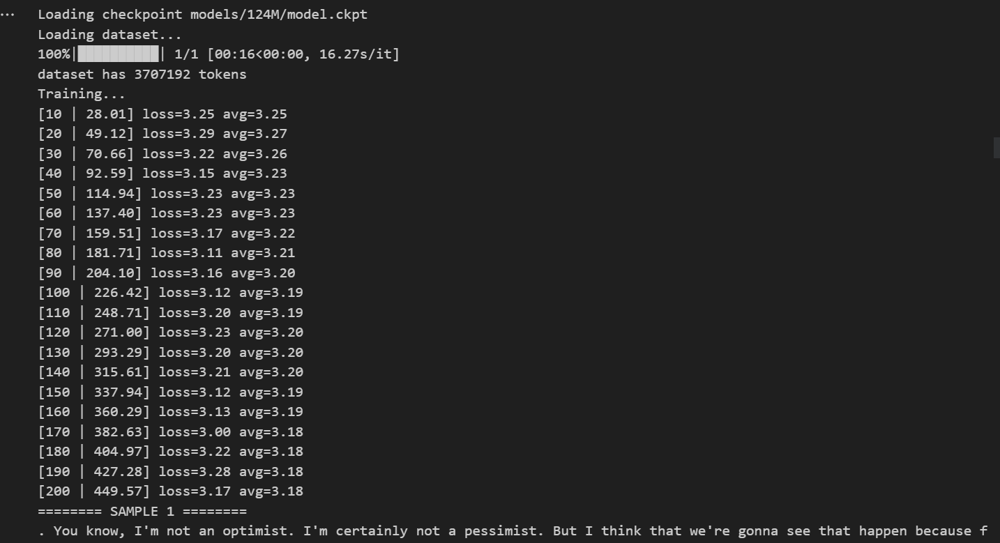 ...	Loading checkpoint models/124M/model.ckpt
Loading dataset...
100%|██████████| 1/1 [00:16<00:00, 16.27s/it]
dataset has 3707192 tokens
Training...
[10 | 28.01] loss=3.25 avg=3.25
[20 | 49.12] loss=3.29 avg=3.27
[30 | 70.66] loss=3.22 avg=3.26
[40 | 92.59] loss=3.15 avg=3.23
[50 | 114.94] loss=3.23 avg=3.23
[60 | 137.40] loss=3.23 avg=3.23
[70 | 159.51] loss=3.17 avg=3.22
[80 | 181.71] loss=3.11 avg=3.21
[90 | 204.10] loss=3.16 avg=3.20
[100 | 226.42] loss=3.12 avg=3.19
[110 | 248.71] loss=3.20 avg=3.19
[120 | 271.00] loss=3.23 avg=3.20
[130 | 293.29] loss=3.20 avg=3.20
[140 | 315.61] loss=3.21 avg=3.20
[150 | 337.94] loss=3.12 avg=3.19
[160 | 360.29] loss=3.13 avg=3.19
[170 | 382.63] loss=3.00 avg=3.18
[180 | 404.97] loss=3.22 avg=3.18
[190 | 427.28] loss=3.28 avg=3.18
[200 | 449.57] loss=3.17 avg=3.18
======== SAMPLE 1 ========
. You know, I'm not an optimist. I'm certainly not a pessimist. But I think that we're gonna see that happen because f